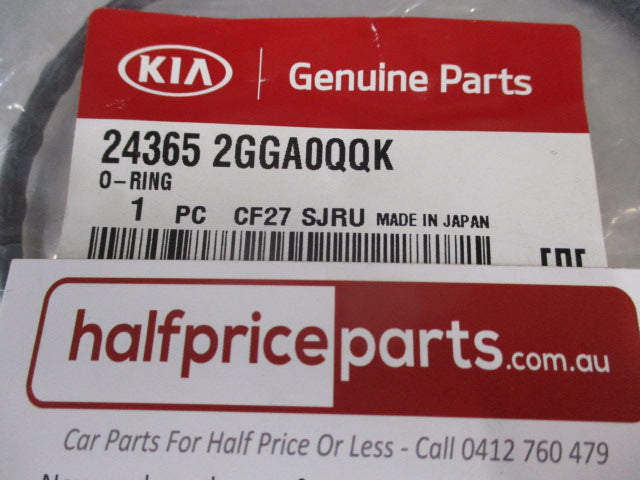 KIA Genuine Parts
24365 2GGA0QQK
O-RING
1 PC CF27 SJRU MADE IN JAPAN
halfpriceparts.com.au
Car Parts For Half Price Or Less - Call 0412 760 479